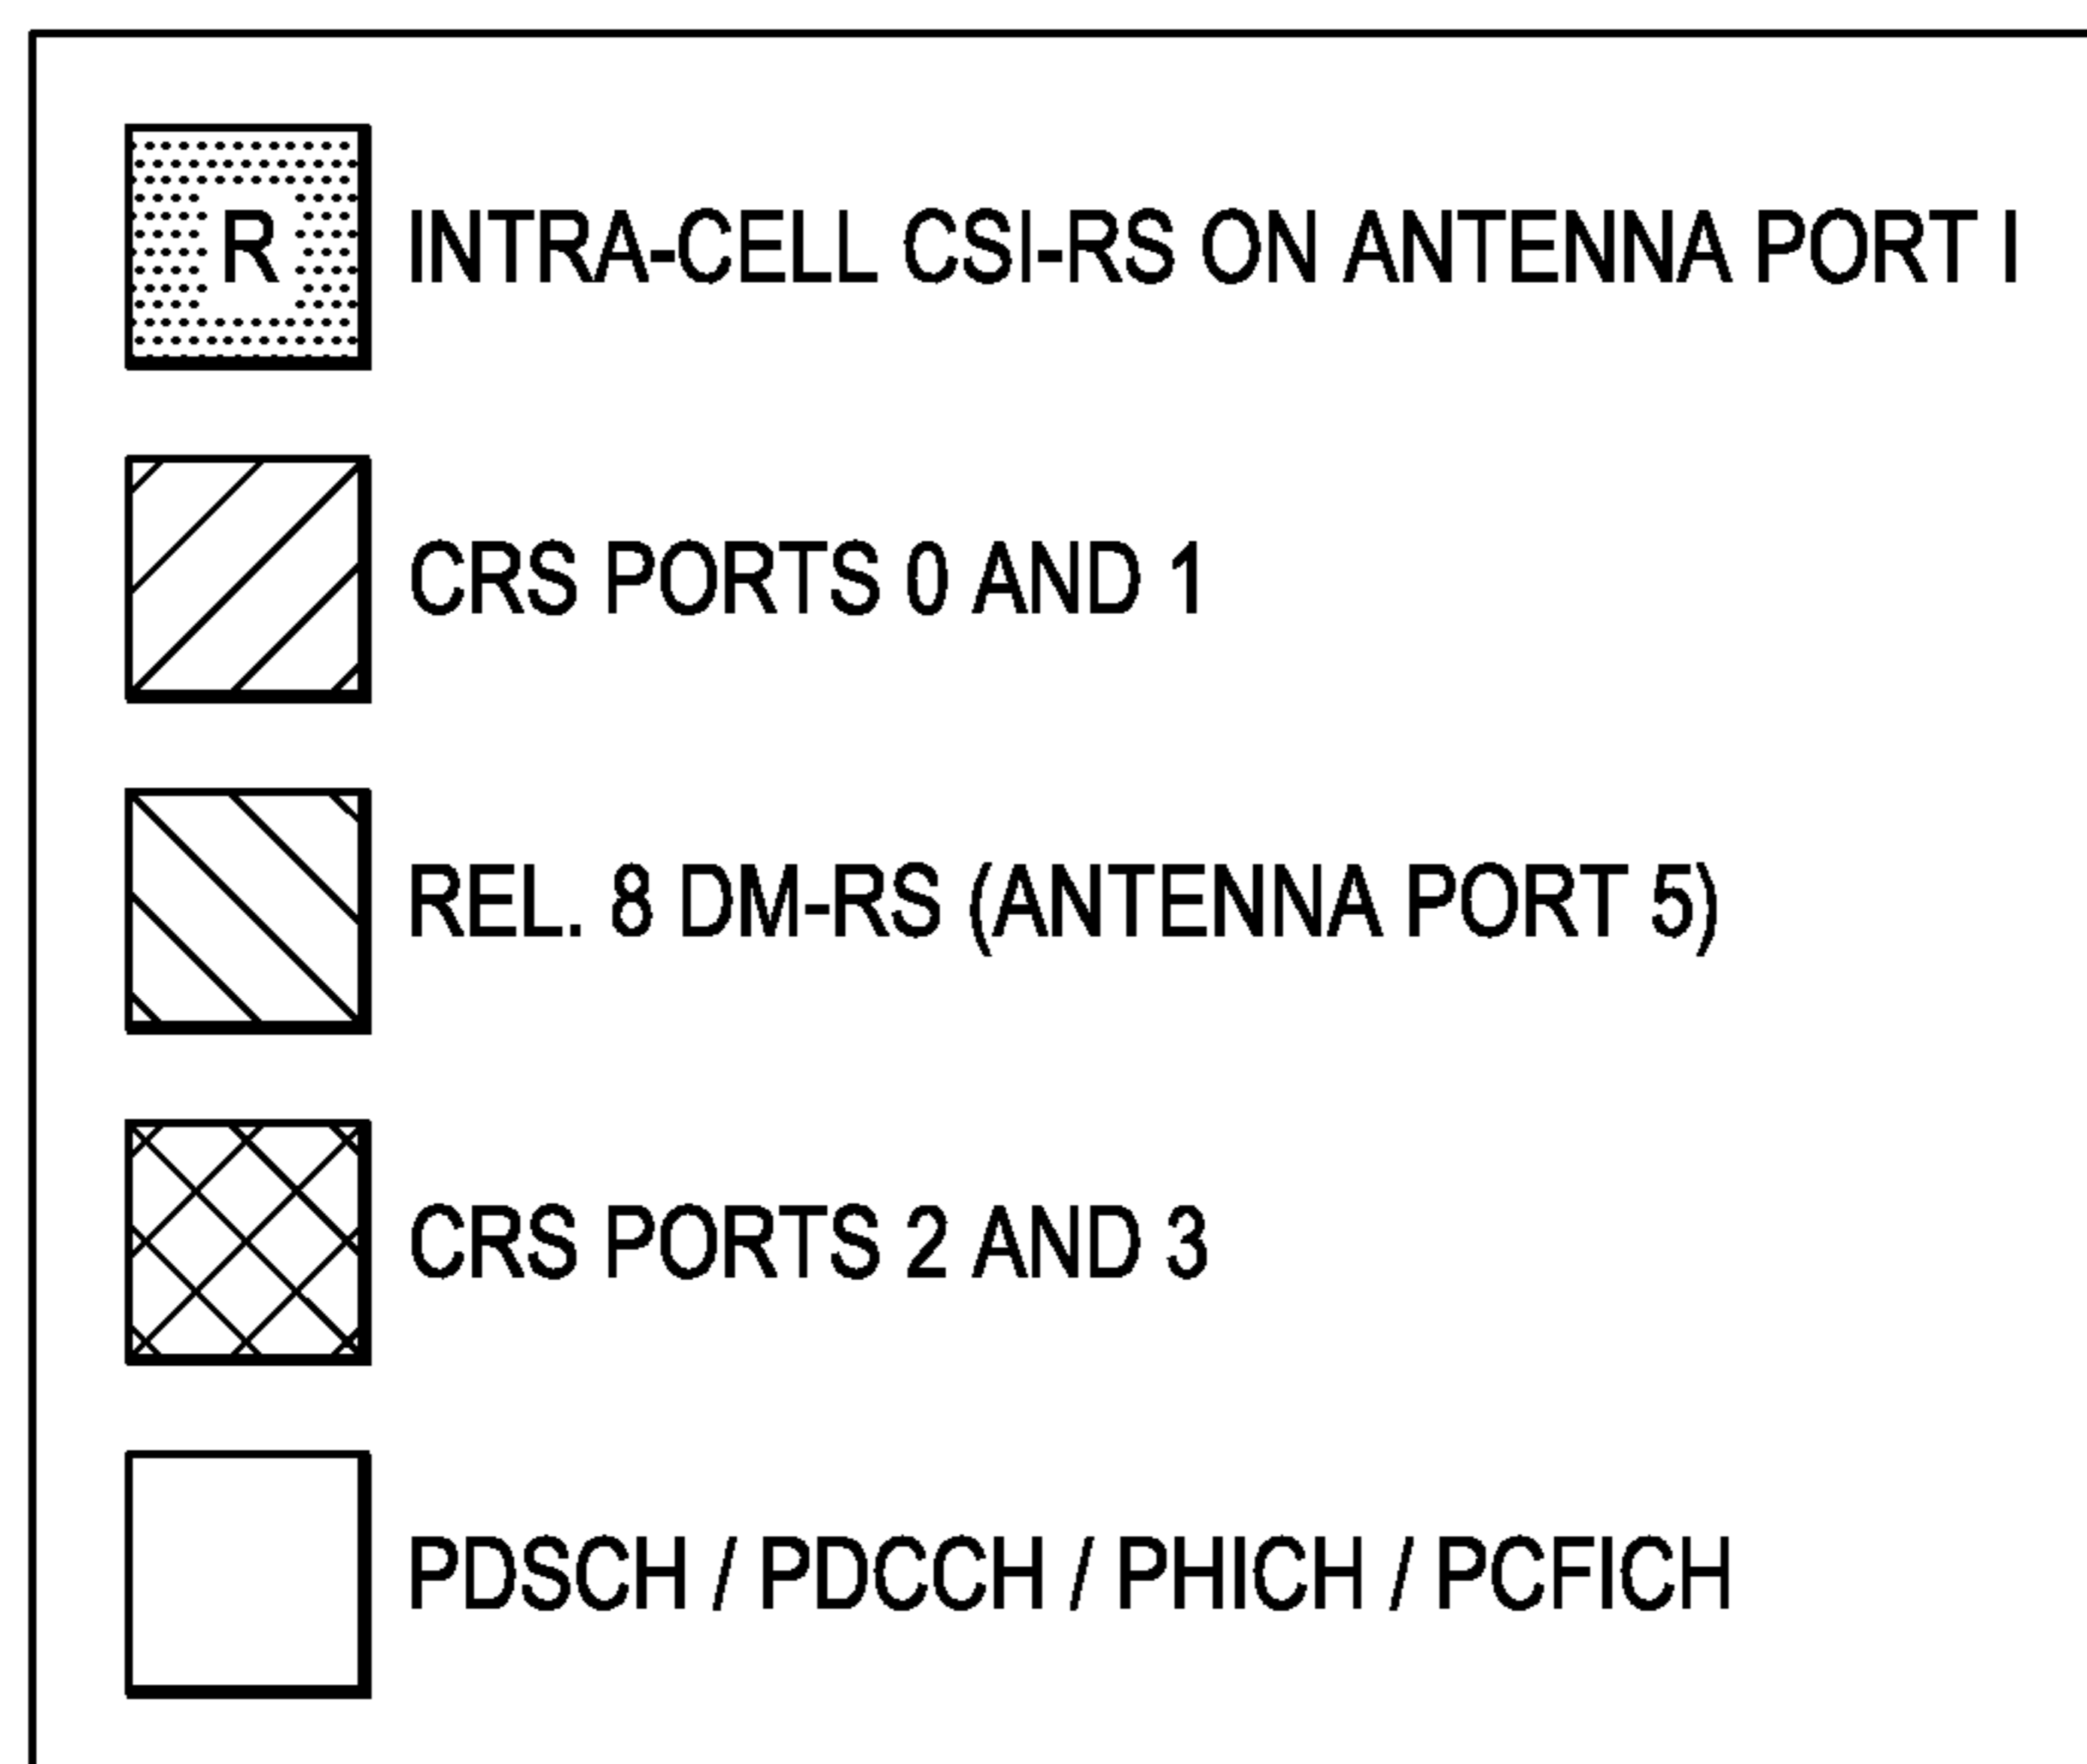 R INTRA-CELL CSI-RS ON ANTENNA PORT I
CRS PORTS 0 AND 1
REL. 8 DM-RS (ANTENNA PORT 5)
CRS PORTS 2 AND 3
PDSCH / PDCCH / PHICH / PCFICH